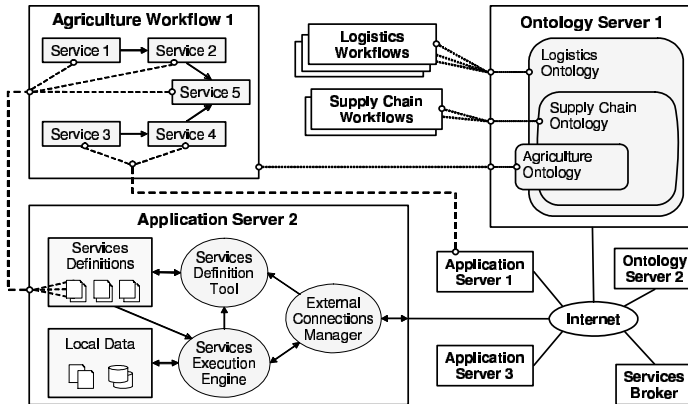 Agriculture Workflow 1
Service 1
Service 2
Service 5
Service 3
Service 4
Logistics
Workflows
Supply Chain
Workflows
Ontology Server 1
Logistics
Ontology
Supply Chain
Ontology
Agriculture
Ontology
Application Server 2
Services
Definitions
Services
Definition
Tool
External
Connections
Manager
Local Data
Services
Execution
Engine
Application
Server 1
Ontology
Server 2
Internet
Application
Server 3
Services
Broker